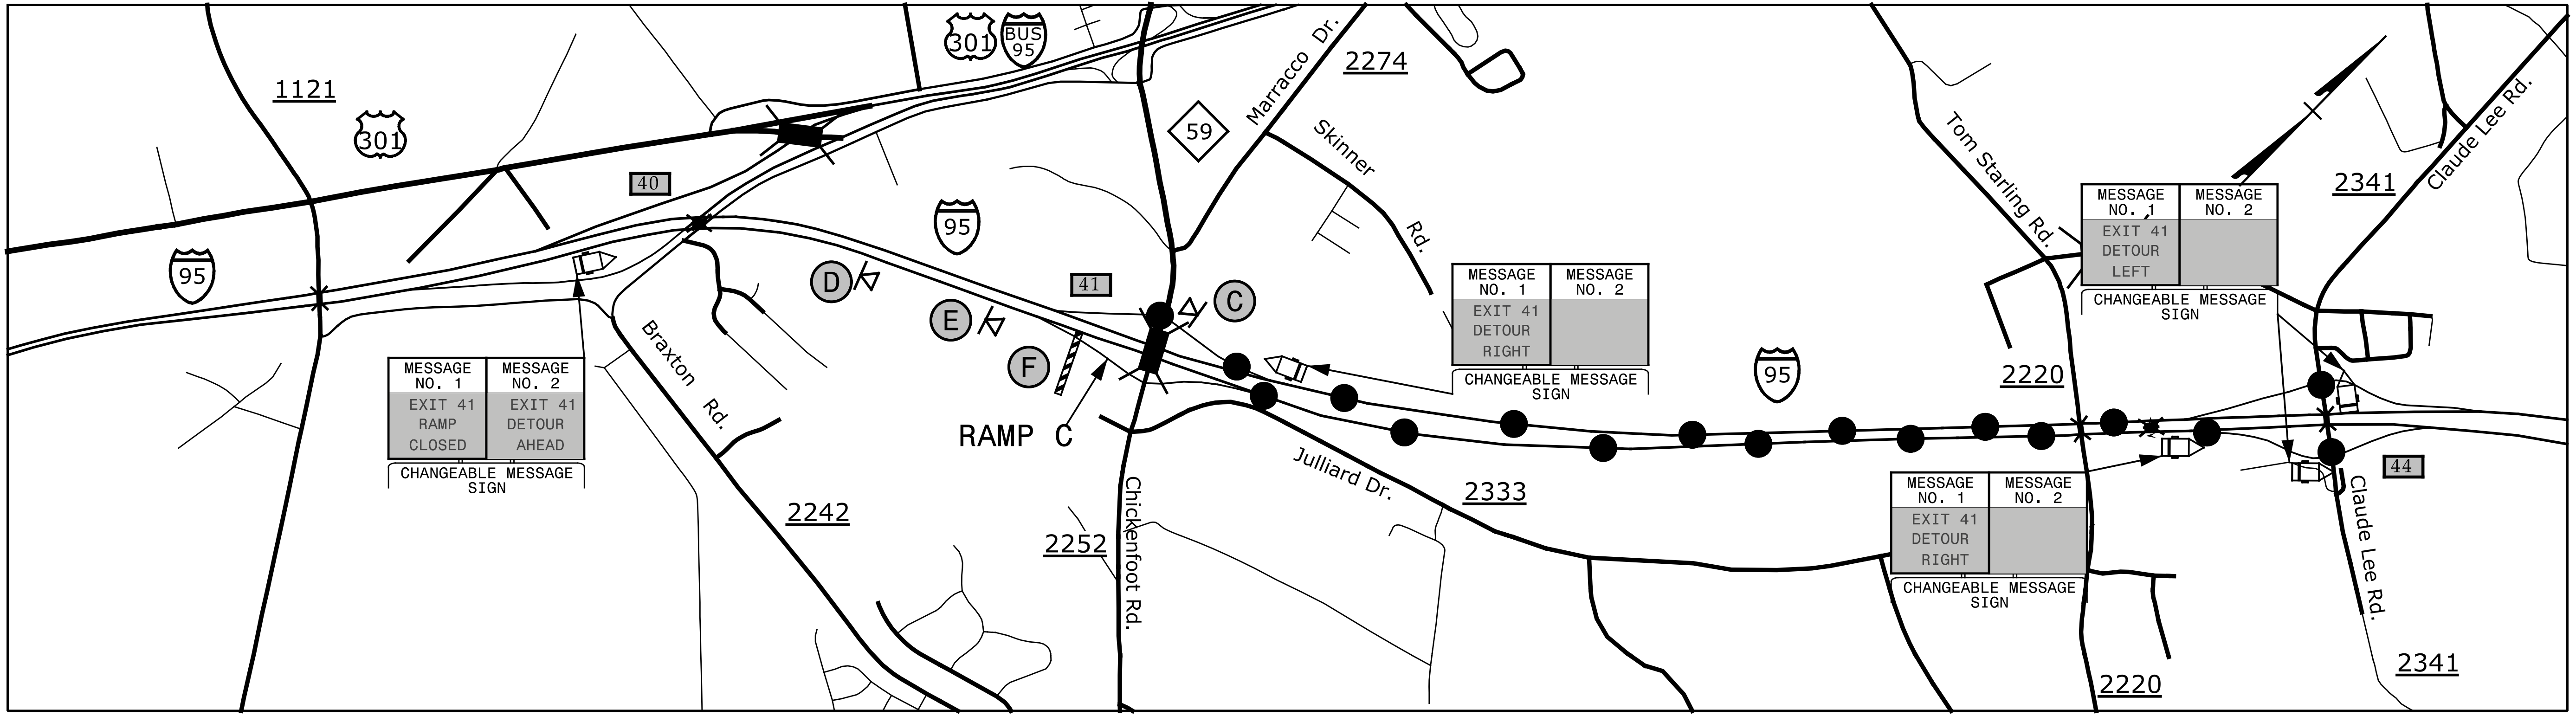 1121
301
301
BUS
95
Marracco Dr.
2274
59
Skinner
Rd.
Tom Starling Rd.
2341
Claude Lee Rd.
40
95
95
D
E
F
C
41
RAMP C
MESSAGE
NO. 1
MESSAGE
NO. 2
EXIT 41
RAMP
CLOSED
EXIT 41
DETOUR
AHEAD
CHANGEABLE MESSAGE
SIGN
Braxton Rd.
2242
MESSAGE
NO. 1
MESSAGE
NO. 2
EXIT 41
DETOUR
RIGHT
CHANGEABLE MESSAGE
SIGN
95
MESSAGE
NO. 1
MESSAGE
NO. 2
EXIT 41
DETOUR
LEFT
CHANGEABLE MESSAGE
SIGN
2220
Julliard Dr.
2333
2252
Chickenfoot Rd.
MESSAGE
NO. 1
MESSAGE
NO. 2
EXIT 41
DETOUR
RIGHT
CHANGEABLE MESSAGE
SIGN
44
Claude Lee Rd.
2341
2220